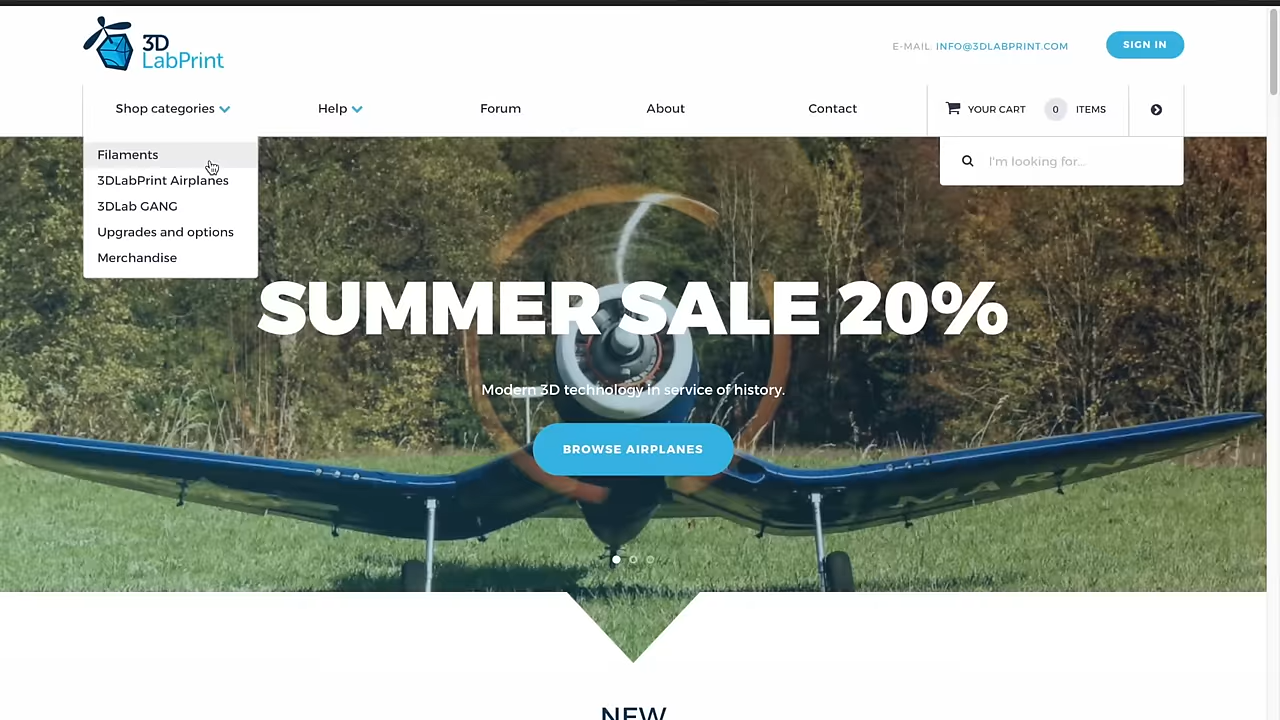 3D
LabPrint
E-MAIL: INFO@3DLABPRINT.COM
SIGN IN
Shop categories
Help
Forum
About
Contact
YOUR CART 0 ITEMS
Filaments
3DLabPrint Airplanes
3DLab GANG
Upgrades and options
Merchandise
I'm looking for...
SUMMER SALE 20%
Modern 3D technology in service of history.
BROWSE AIRPLANES
NEW